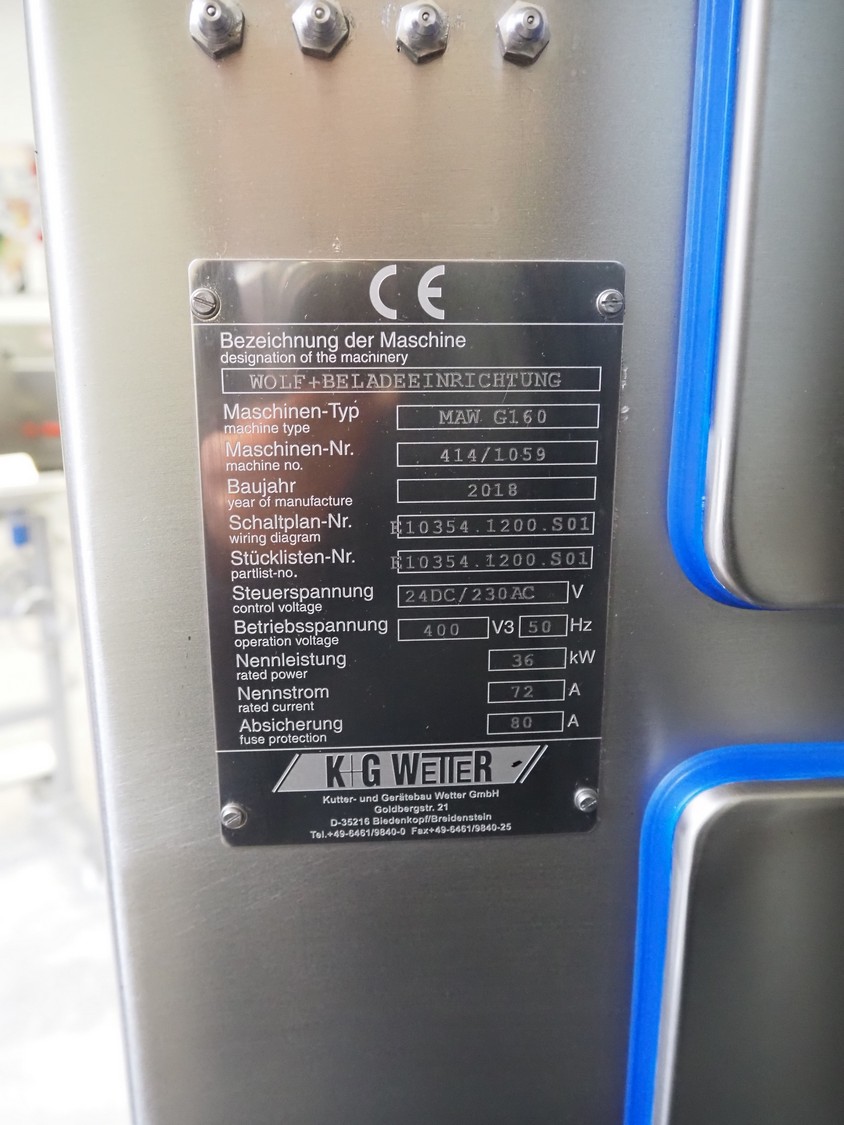 CE
Bezeichnung der Maschine
designation of the machinery
WOLF+BELADEEINRICHTUNG
Maschinen-Typ MAW G160
machine type
Maschinen-Nr. 414/1059
machine no.
Baujahr 2018
year of manufacture
Schaltplan-Nr. E10354.1200.S01
wiring diagram
Stücklisten-Nr. E10354.1200.S01
partlist-no.
Steuerspannung 24DC/230AC V
control voltage
Betriebsspannung 400 V3 50 Hz
operation voltage
Nennleistung 36 kW
rated power
Nennstrom 72 A
rated current
Absicherung 80 A
fuse protection
K+G WETTER
Kutter- und Gerätebau Wetter GmbH
Goldbergstr. 21
D-35216 Biedenkopf/Breidenstein
Tel.+49-6461/9840-0 Fax+49-6461/9840-25